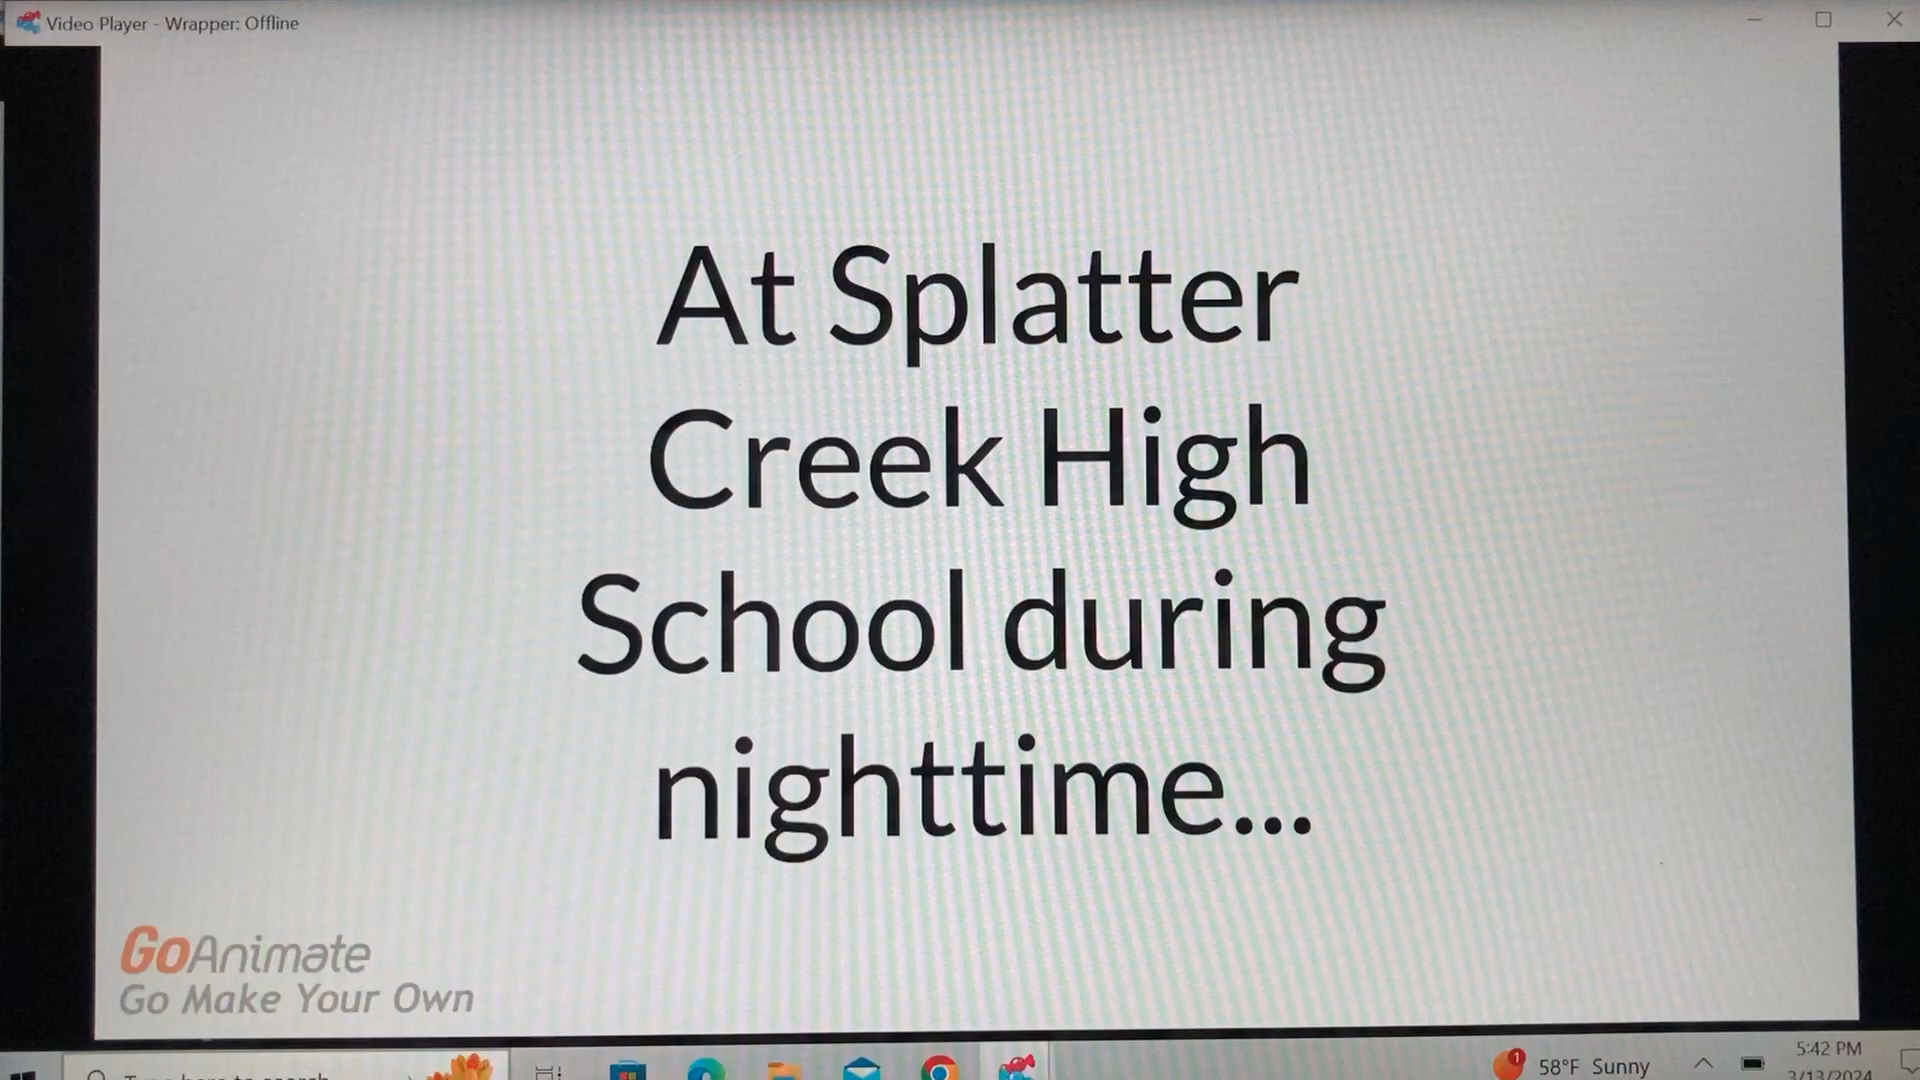 Video Player - Wrapper: Offline
At Splatter
Creek High
School during
nighttime...
GoAnimate
Go Make Your Own
1
58°F Sunny
5:42 PM